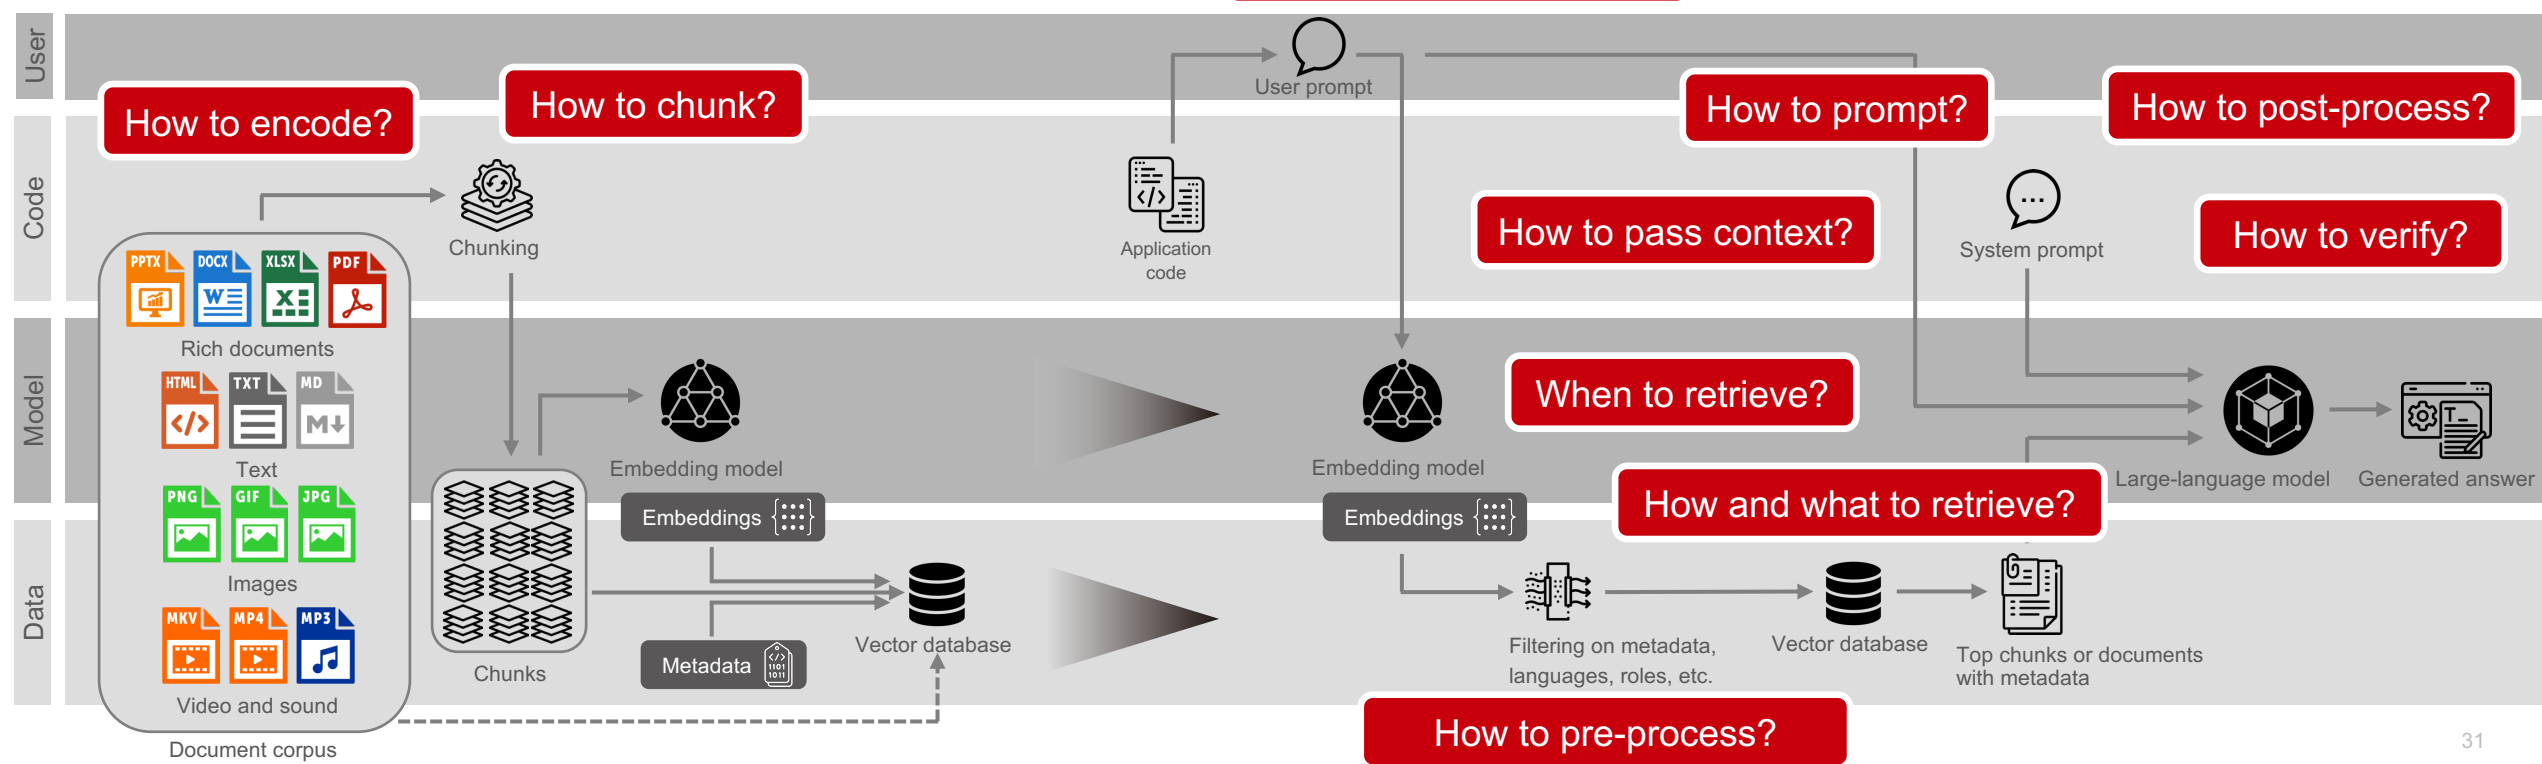 User
User prompt
How to encode?
How to chunk?
How to prompt?
How to post-process?
Code
Chunking
Application
code
How to pass context?
System prompt
...
How to verify?
PPTX
DOCX
XLSX
PDF
Rich documents
HTML
TXT
MD
Text
PNG
GIF
JPG
Images
MKV
MP4
MP3
Video and sound
Document corpus
Model
Embedding model
Embedding model
When to retrieve?
Large-language model
Generated answer
Data
Embeddings
Embeddings
How and what to retrieve?
Chunks
Metadata
</>
1101
1011
Vector database
Filtering on metadata,
languages, roles, etc.
Vector database
Top chunks or documents
with metadata
How to pre-process?
31